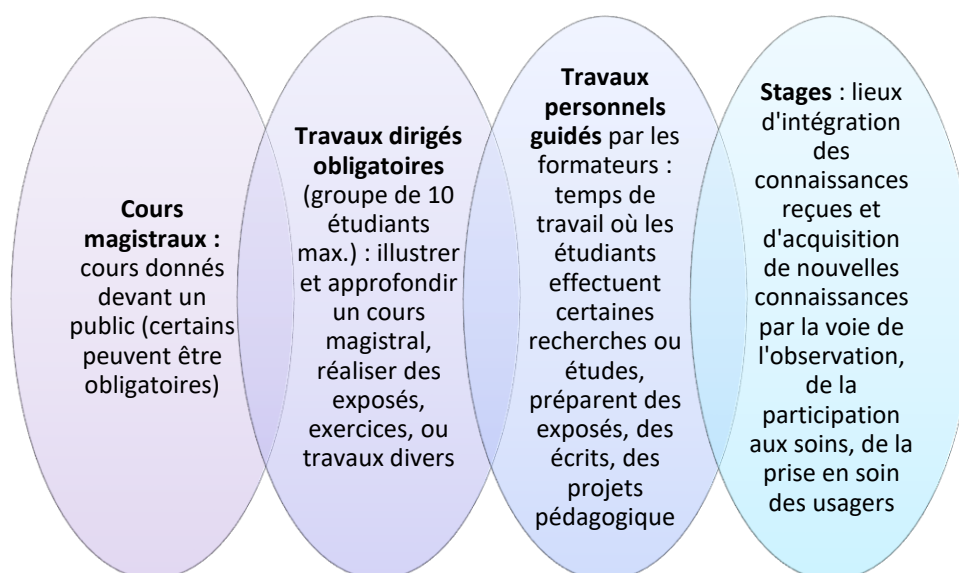 Cours
magistraux :
cours donnés
devant un
public (certains
peuvent être
obligatoires)
Travaux dirigés
obligatoires
(groupe de 10
étudiants
max.) : illustrer
et approfondir
un cours
magistral,
réaliser des
exposés,
exercices, ou
travaux divers
Travaux
personnels
guidés par les
formateurs :
temps de
travail où les
étudiants
effectuent
certaines
recherches ou
études,
préparent des
exposés, des
écrits, des
projets
pédagogique
Stages : lieux
d'intégration
des
connaissances
reçues et
d'acquisition
de nouvelles
connaissances
par la voie de
l'observation,
de la
participation
aux soins, de la
prise en soin
des usagers